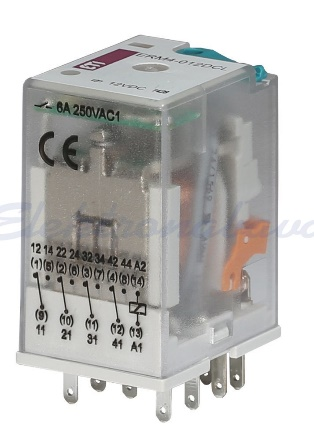 ETI
ERM4-012DCL
12VDC
6A 250VAC1
CE
12 14 22 24 32 34 42 44 A2
(1) (5) (2) (6) (3) (7) (4) (8) (14)
(9) (10) (11) (12) (13)
11 21 31 41 A1